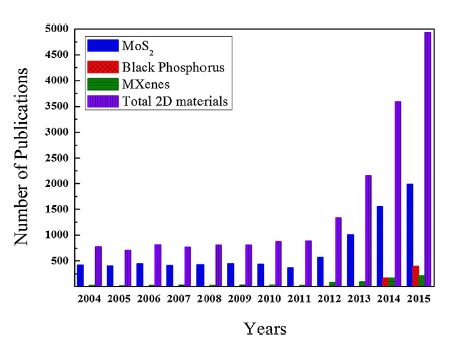 5000
4500
4000
3500
3000
2500
2000
1500
1000
500
Number of Publications
MoS₂
Black Phosphorus
MXenes
Total 2D materials
2004 2005 2006 2007 2008 2009 2010 2011 2012 2013 2014 2015
Years